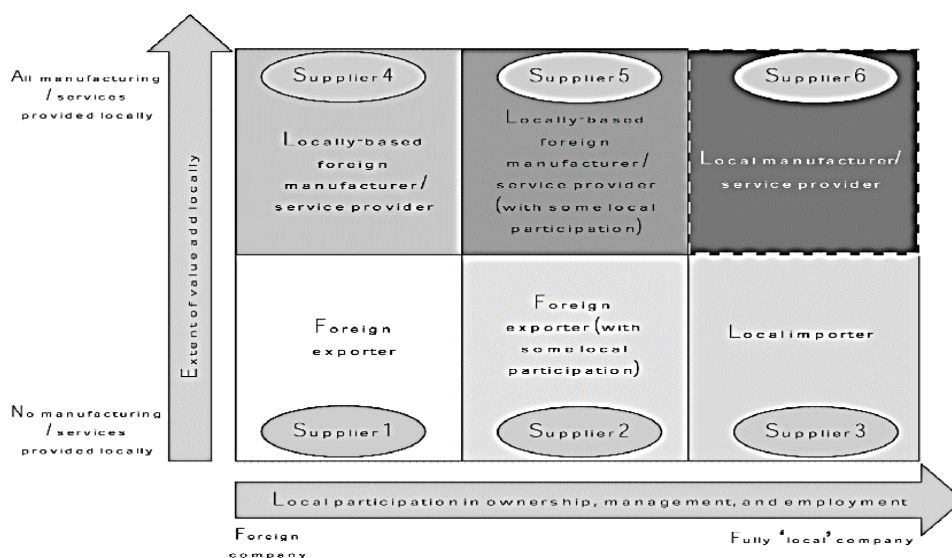 All manufacturing
/ services
provided locally
Extent of value add locally
No manufacturing
/ services
provided locally
Supplier 4
Locally-based
foreign
manufacturer/
service provider
Supplier 5
Locally-based
foreign
manufacturer/
service provider
(with some local
participation)
Supplier 6
Local manufacturer/
service provider
Foreign
exporter
Supplier 1
Foreign
exporter (with
some local
participation)
Supplier 2
Local importer
Supplier 3
Local participation in ownership, management, and employment
Foreign
company
Fully 'local' company